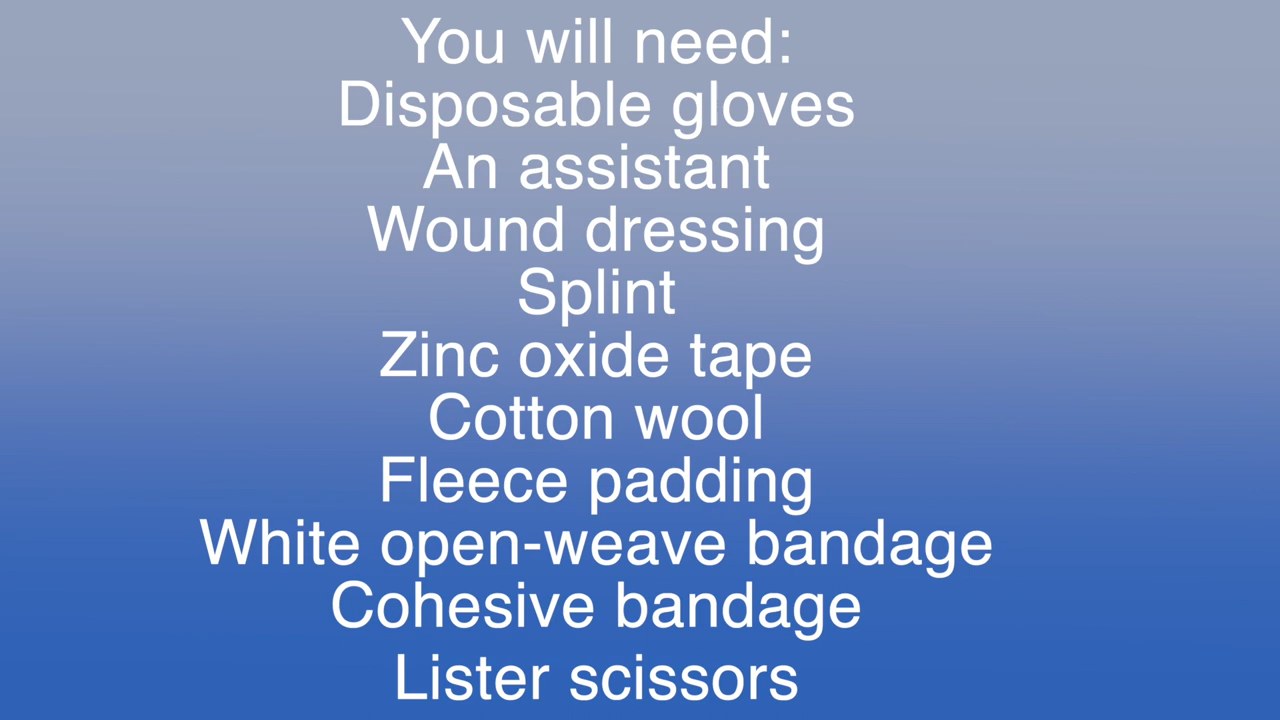 You will need:
Disposable gloves
An assistant
Wound dressing
Splint
Zinc oxide tape
Cotton wool
Fleece padding
White open-weave bandage
Cohesive bandage
Lister scissors